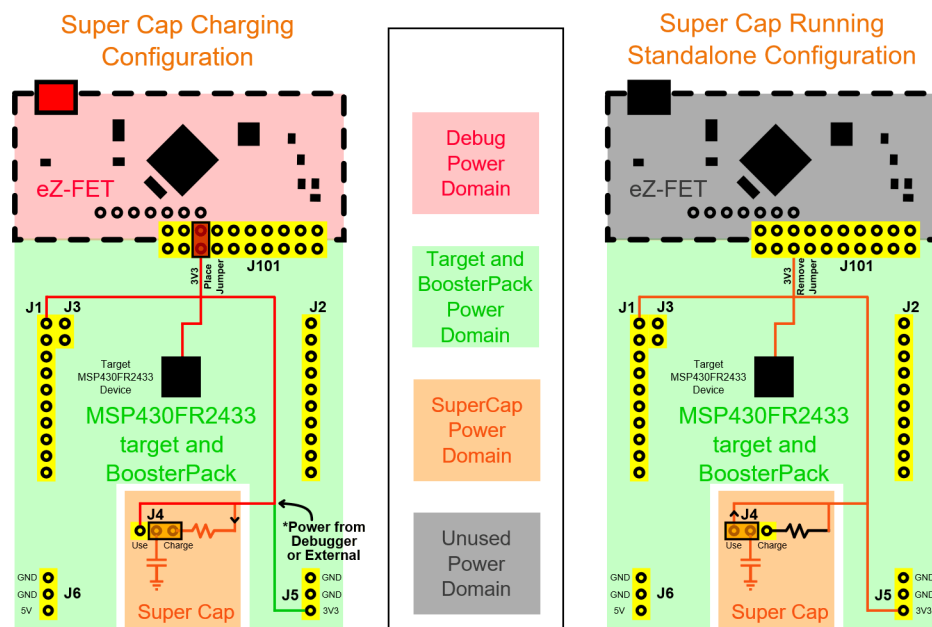 Super Cap Charging
Configuration
eZ-FET
J101
3V3
Place
Jumper
J1
J3
J2
Target
MSP430FR2433
Device
MSP430FR2433
target and
BoosterPack
J4
Use
Charge
*Power from
Debugger
or External
Super Cap
GND
GND
5V
J6
J5
GND
GND
3V3
Debug
Power
Domain
Target and
BoosterPack
Power
Domain
SuperCap
Power
Domain
Unused
Power
Domain
Super Cap Running
Standalone Configuration
eZ-FET
J101
3V3
Remove
Jumper
J1
J3
J2
Target
MSP430FR2433
Device
MSP430FR2433
target and
BoosterPack
J4
Use
Charge
Super Cap
GND
GND
5V
J6
J5
GND
GND
3V3